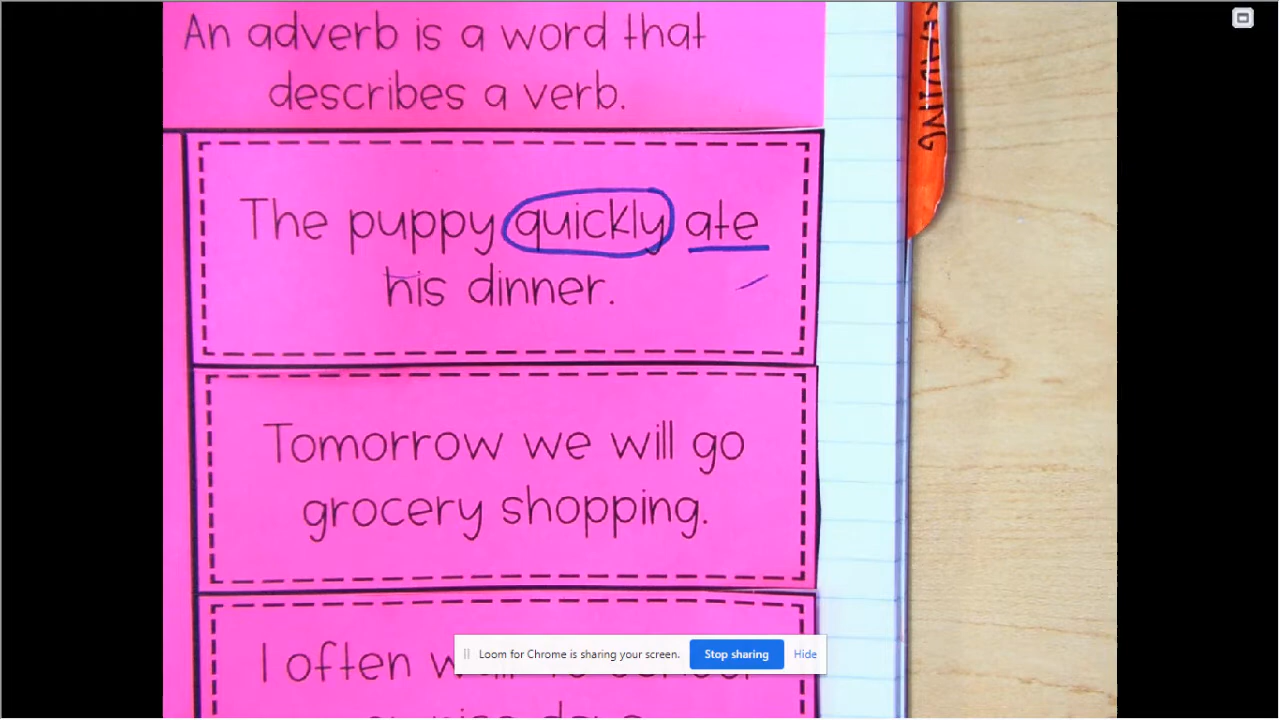 An adverb is a word that
describes a verb.
The puppy quickly ate
his dinner.
Tomorrow we will go
grocery shopping.
I often
READING
Loom for Chrome is sharing your screen.
Stop sharing
Hide